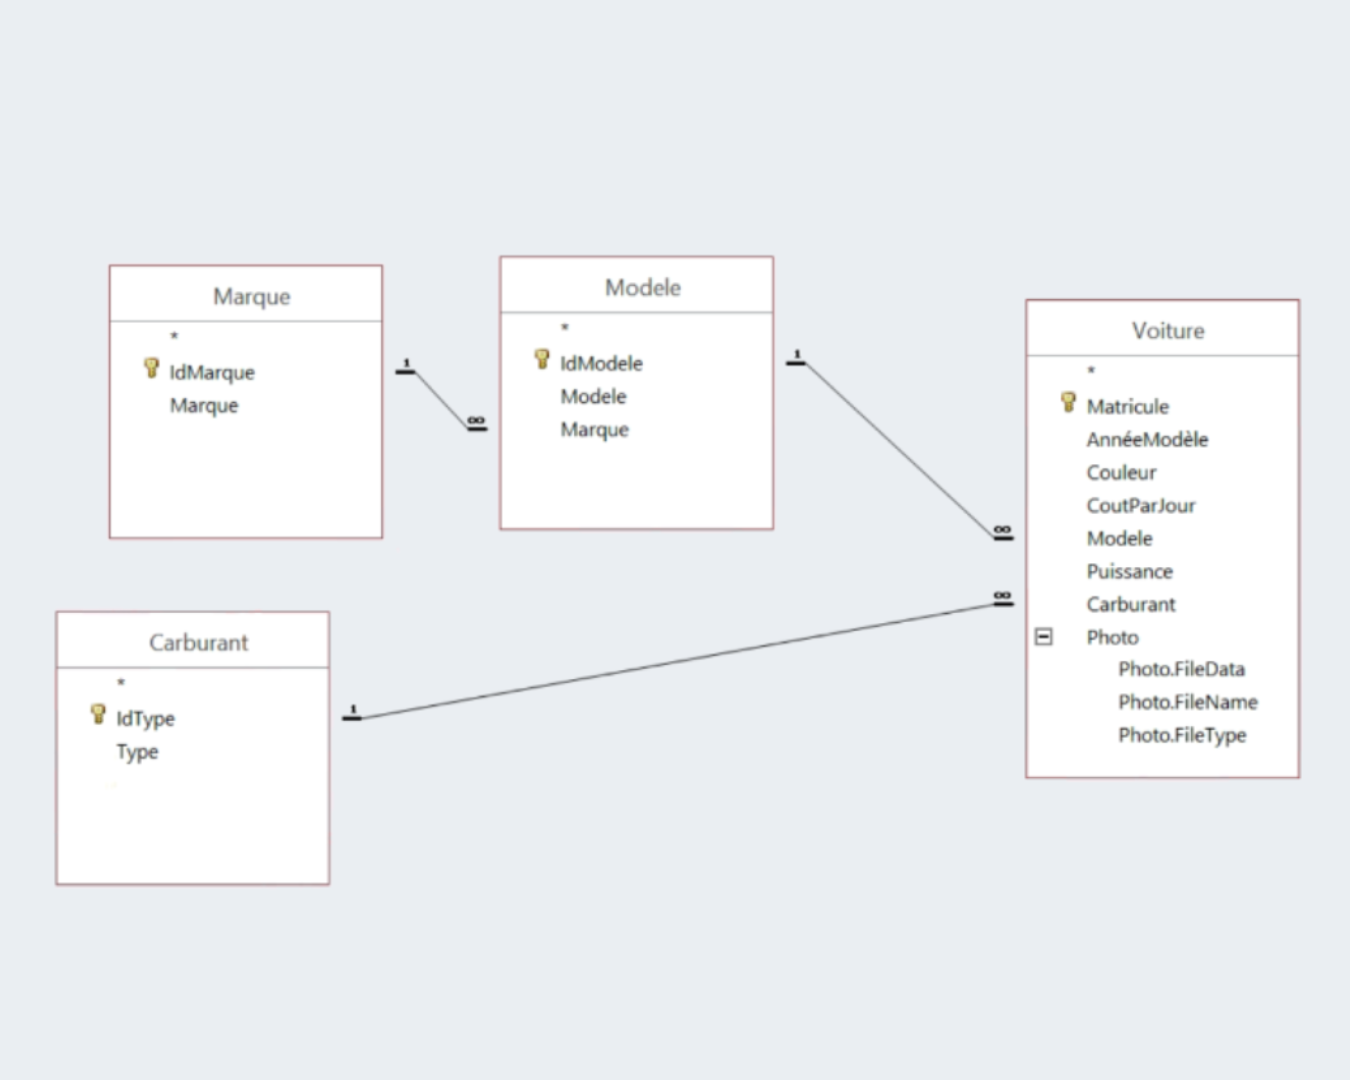 Marque
*
IdMarque
Marque
1
∞
Modele
*
IdModele
Modele
Marque
1
∞
Voiture
*
Matricule
AnnéeModèle
Couleur
CoutParJour
Modele
Puissance
Carburant
Photo
Photo.FileData
Photo.FileName
Photo.FileType
Carburant
*
IdType
Type
1
∞